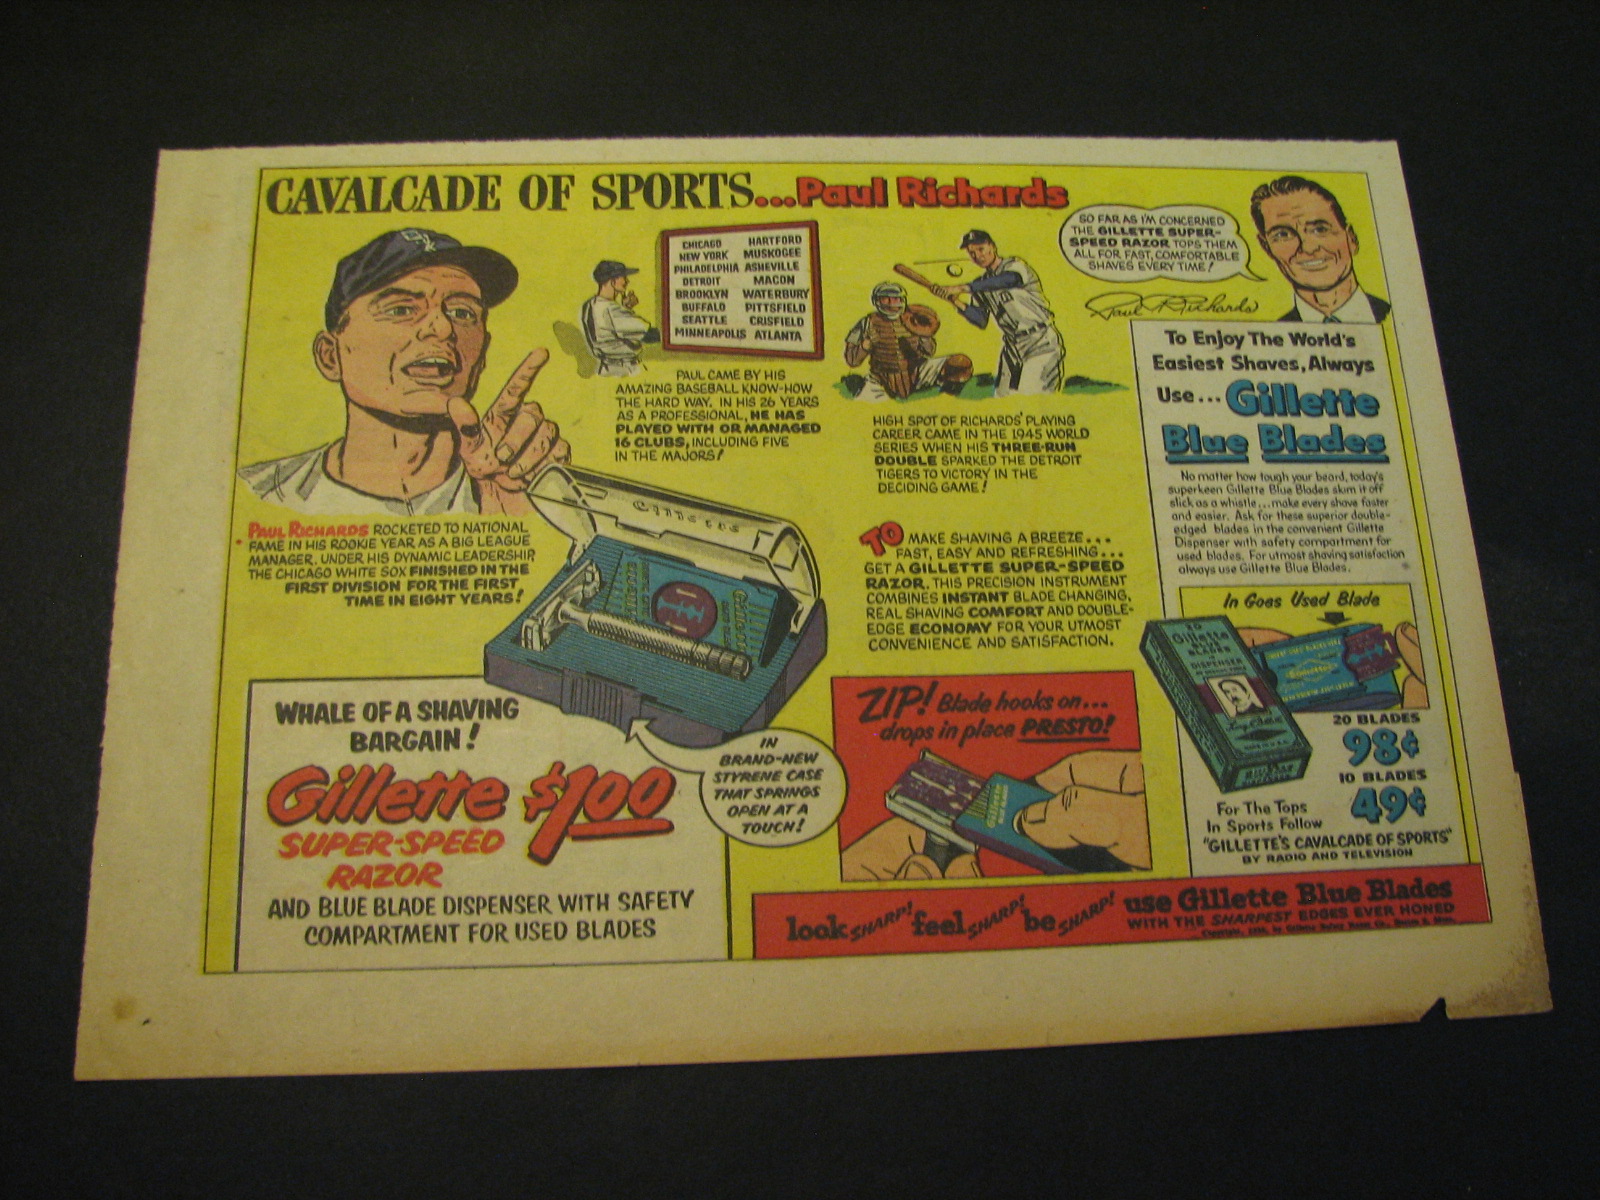 CAVALCADE OF SPORTS...Paul Richards
CHICAGO HARTFORD
NEW YORK MUSKOGEE
PHILADELPHIA ASHEVILLE
DETROIT MACON
BROOKLYN WATERBURY
BUFFALO PITTSFIELD
SEATTLE CRISFIELD
MINNEAPOLIS ATLANTA
PAUL CAME BY HIS
AMAZING BASEBALL KNOW-HOW
THE HARD WAY. IN HIS 26 YEARS
AS A PROFESSIONAL, HE HAS
PLAYED WITH OR MANAGED
16 CLUBS, INCLUDING FIVE
IN THE MAJORS!
PAUL RICHARDS ROCKETED TO NATIONAL
FAME IN HIS ROOKIE YEAR AS A BIG LEAGUE
MANAGER. UNDER HIS DYNAMIC LEADERSHIP,
THE CHICAGO WHITE SOX FINISHED IN THE
FIRST DIVISION FOR THE FIRST
TIME IN EIGHT YEARS!
HIGH SPOT OF RICHARDS' PLAYING
CAREER CAME IN THE 1945 WORLD
SERIES WHEN HIS THREE-RUN
DOUBLE SPARKED THE DETROIT
TIGERS TO VICTORY IN THE
DECIDING GAME!
SO FAR AS I'M CONCERNED
THE GILLETTE SUPER-
SPEED RAZOR TOPS THEM
ALL FOR FAST, COMFORTABLE
SHAVES EVERY TIME!
Paul R. Richards
TO MAKE SHAVING A BREEZE...
FAST, EASY AND REFRESHING...
GET A GILLETTE SUPER-SPEED
RAZOR. THIS PRECISION INSTRUMENT
COMBINES INSTANT BLADE CHANGING,
REAL SHAVING COMFORT AND DOUBLE-
EDGE ECONOMY FOR YOUR UTMOST
CONVENIENCE AND SATISFACTION.
Gillette
Gillette
WHALE OF A SHAVING
BARGAIN!
Gillette $1.00
SUPER-SPEED
RAZOR
AND BLUE BLADE DISPENSER WITH SAFETY
COMPARTMENT FOR USED BLADES
IN
BRAND-NEW
STYRENE CASE
THAT SPRINGS
OPEN AT A
TOUCH!
ZIP! Blade hooks on...
drops in place PRESTO!
Gillette
To Enjoy The World's
Easiest Shaves, Always
Use... Gillette
Blue Blades
No matter how tough your beard, today's
superkeen Gillette Blue Blades skim it off
slick as a whistle...make every shave faster
and easier. Ask for these superior double-
edged blades in the convenient Gillette
Dispenser with safety compartment for
used blades. For utmost shaving satisfaction
always use Gillette Blue Blades.
In Goes Used Blade
20
Gillette
BLUE
BLADES
IN
DISPENSER
20 BLADES
98¢
10 BLADES
49¢
For The Tops
In Sports Follow
"GILLETTE'S CAVALCADE OF SPORTS"
BY RADIO AND TELEVISION
look SHARP! feel SHARP! be SHARP! use Gillette Blue Blades
WITH THE SHARPEST EDGES EVER HONED